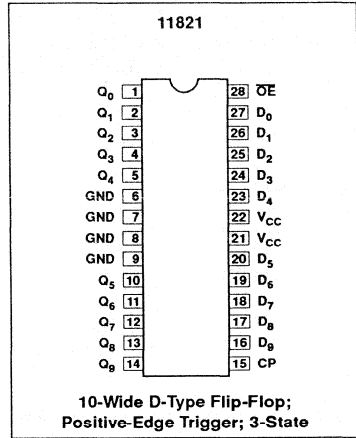 11821
Q0 1 28 O̅E̅
Q1 2 27 D0
Q2 3 26 D1
Q3 4 25 D2
Q4 5 24 D3
GND 6 23 D4
GND 7 22 VCC
GND 8 21 VCC
GND 9 20 D5
Q5 10 19 D6
Q6 11 18 D7
Q7 12 17 D8
Q8 13 16 D9
Q9 14 15 CP
10-Wide D-Type Flip-Flop;
Positive-Edge Trigger; 3-State